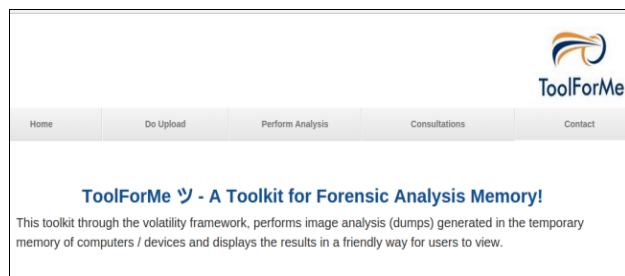 ToolForMe
Home Do Upload Perform Analysis Consultations Contact
ToolForMe ツ - A Toolkit for Forensic Analysis Memory!
This toolkit through the volatility framework, performs image analysis (dumps) generated in the temporary
memory of computers / devices and displays the results in a friendly way for users to view.